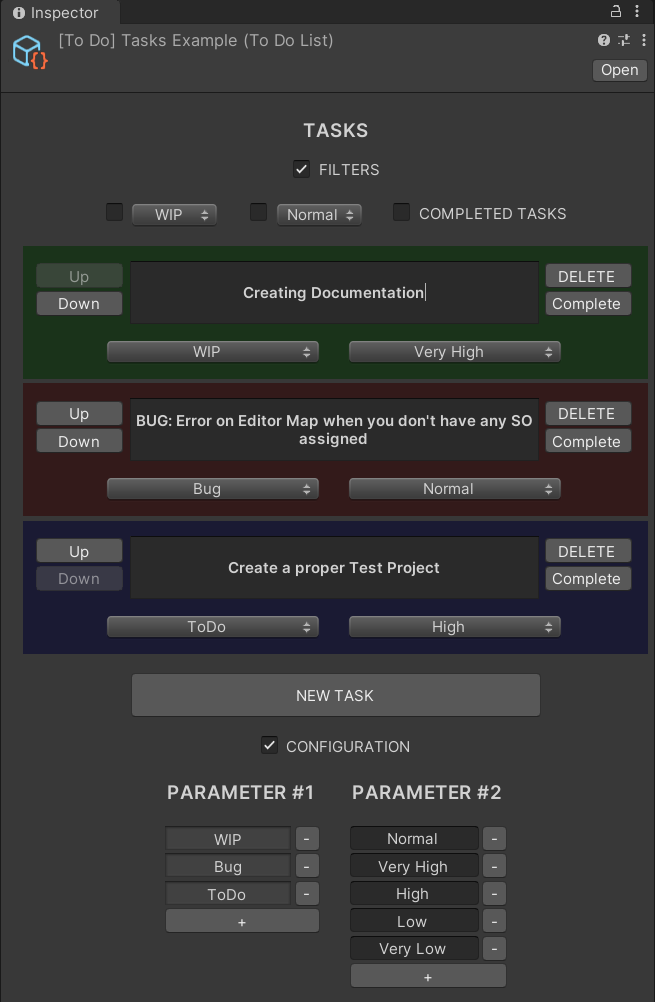 Inspector
[To Do] Tasks Example (To Do List)
Open
TASKS
FILTERS
WIP Normal COMPLETED TASKS
Up Creating Documentation DELETE
Down Complete
WIP Very High
Up BUG: Error on Editor Map when you don't have any SO DELETE
Down assigned Complete
Bug Normal
Up Create a proper Test Project DELETE
Down Complete
ToDo High
NEW TASK
CONFIGURATION
PARAMETER #1 PARAMETER #2
WIP - Normal -
Bug - Very High -
ToDo - High -
+ Low -
Very Low -
+